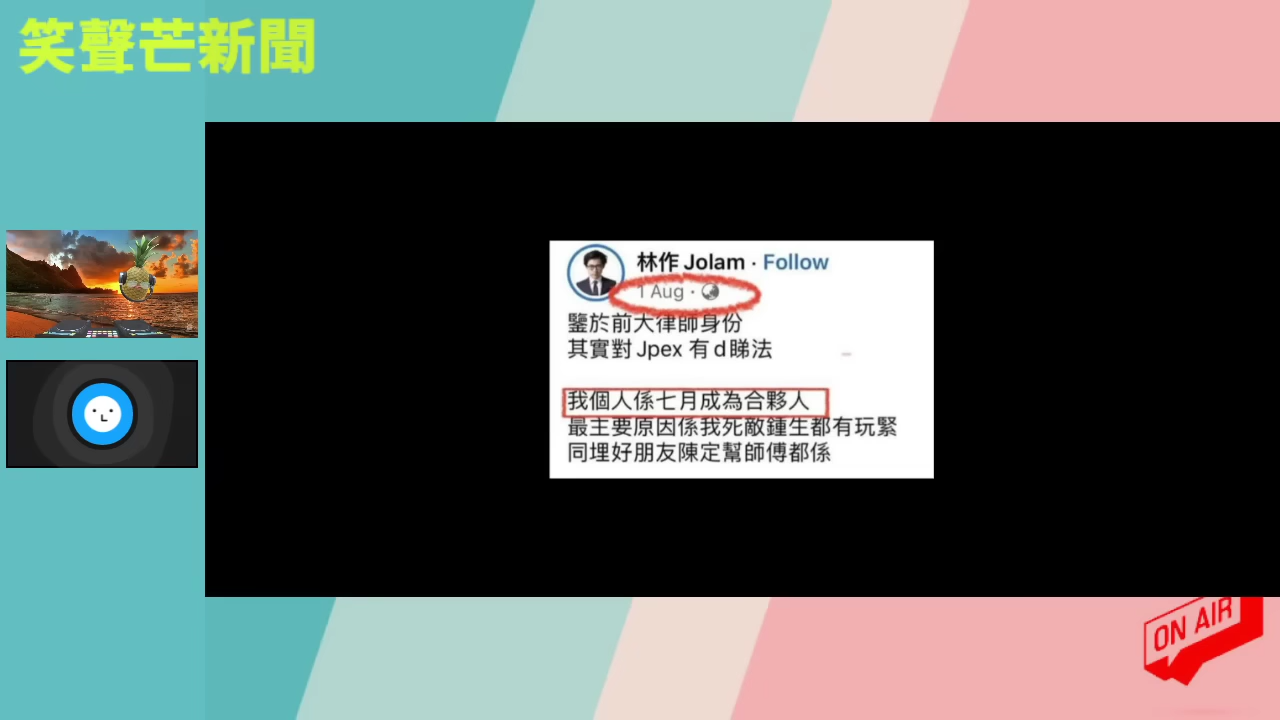 笑聲芒新聞
林作 Jolam · Follow
1 Aug ·
鑒於前大律師身份
其實對 Jpex 有 d 睇法
我個人係七月成為合夥人
最主要原因係我死敵鍾生都有玩緊
同埋好朋友陳定幫師傅都係
ON AIR